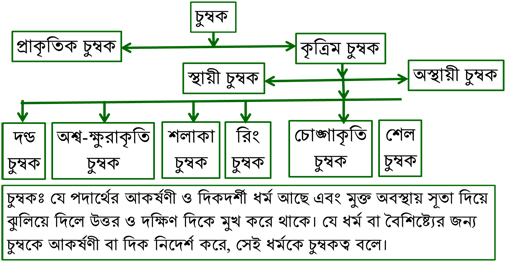 চুম্বক
প্রাকৃতিক চুম্বক
কৃত্রিম চুম্বক
স্থায়ী চুম্বক
অস্থায়ী চুম্বক
দন্ড
চুম্বক
অশ্ব-ক্ষুরাকৃতি
চুম্বক
শলাকা
চুম্বক
রিং
চুম্বক
চোঙ্গাকৃতি
চুম্বক
শেল
চুম্বক
চুম্বকঃ যে পদার্থের আকর্ষণী ও দিকদর্শী ধর্ম আছে এবং মুক্ত অবস্থায় সূতা দিয়ে
ঝুলিয়ে দিলে উত্তর ও দক্ষিণ দিকে মুখ করে থাকে। যে ধর্ম বা বৈশিষ্ট্যের জন্য
চুম্বকে আকর্ষণী বা দিক নিদের্শ করে, সেই ধর্মকে চুম্বকত্ব বলে।